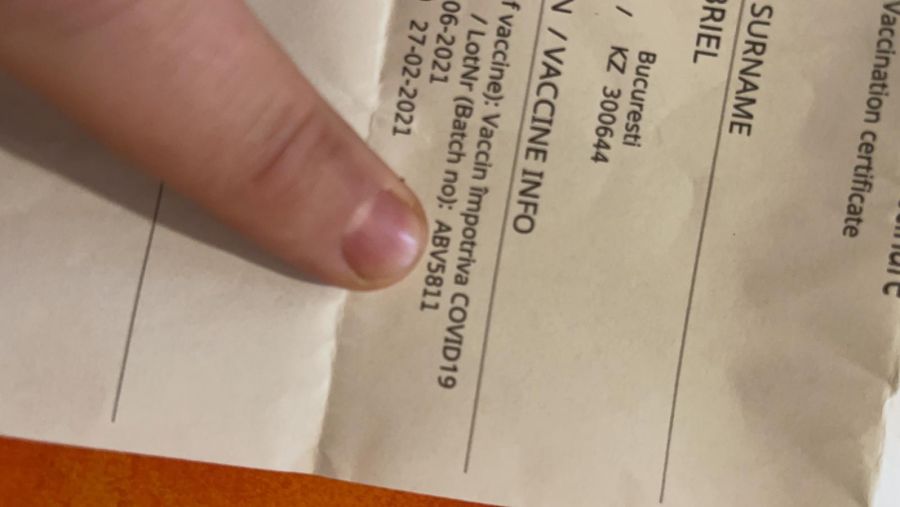 Vaccination certificate
SURNAME
BRIEL
Bucuresti
/ KZ 300644
N / VACCINE INFO
f vaccine): Vaccin împotriva COVID19
/ LotNr (Batch no): ABV5811
06-2021
27-02-2021